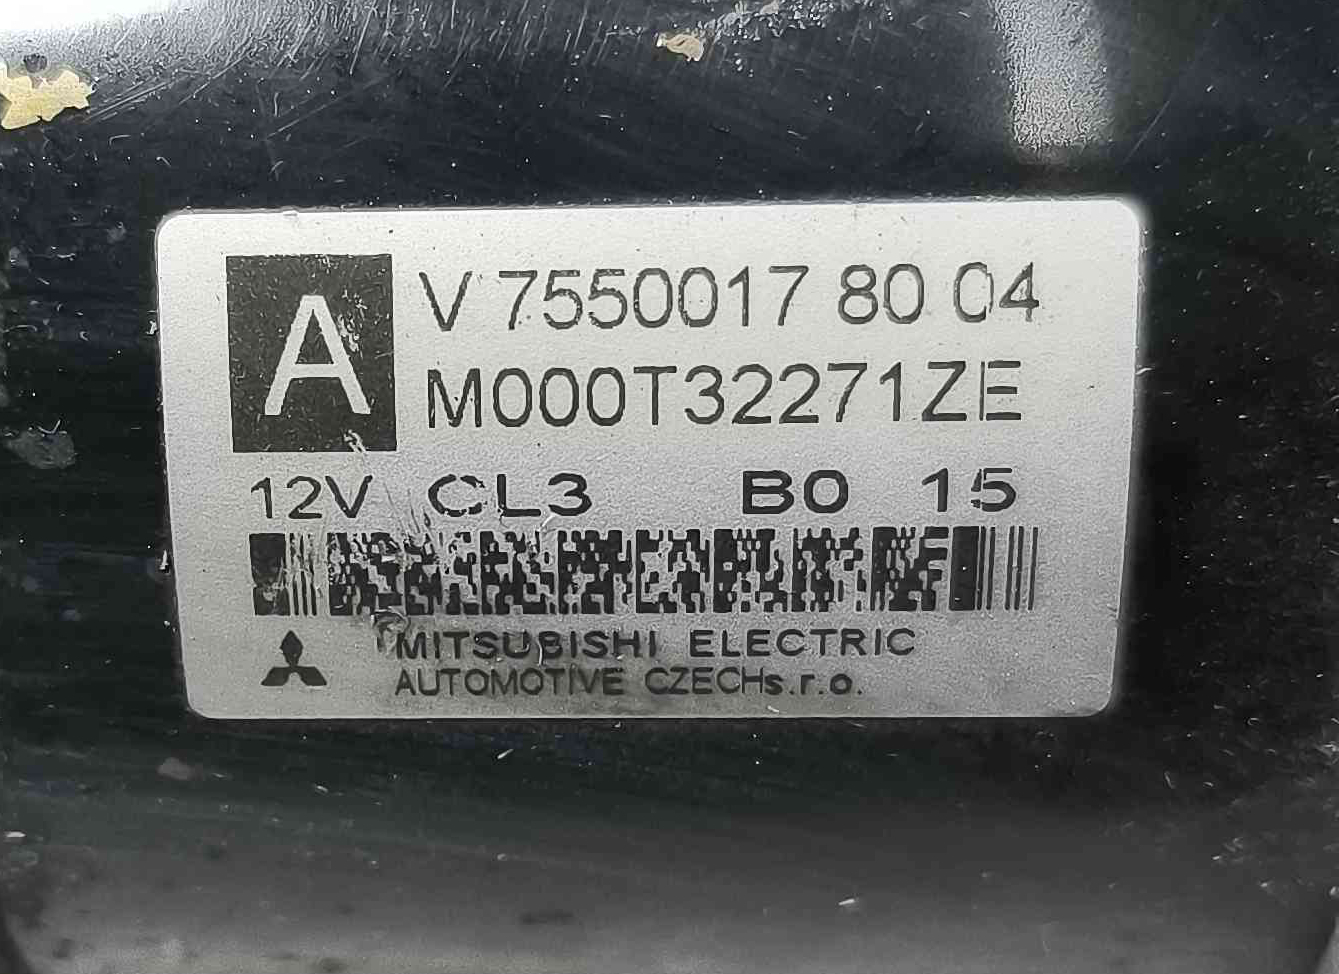 A
V 7550017 80 04
M000T32271ZE
12V CL3 B0 15
MITSUBISHI ELECTRIC
AUTOMOTIVE CZECHs.r.o.